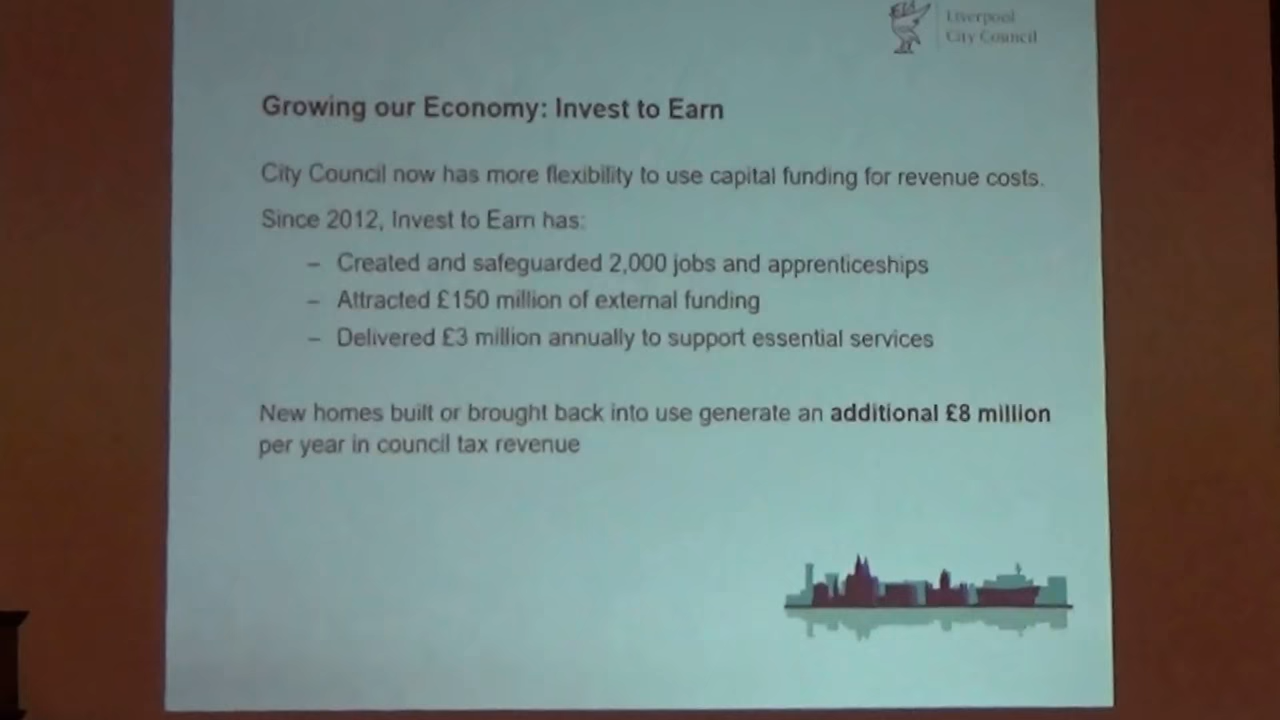 Liverpool
City Council
Growing our Economy: Invest to Earn
City Council now has more flexibility to use capital funding for revenue costs.
Since 2012, Invest to Earn has:
– Created and safeguarded 2,000 jobs and apprenticeships
– Attracted £150 million of external funding
– Delivered £3 million annually to support essential services
New homes built or brought back into use generate an additional £8 million
per year in council tax revenue